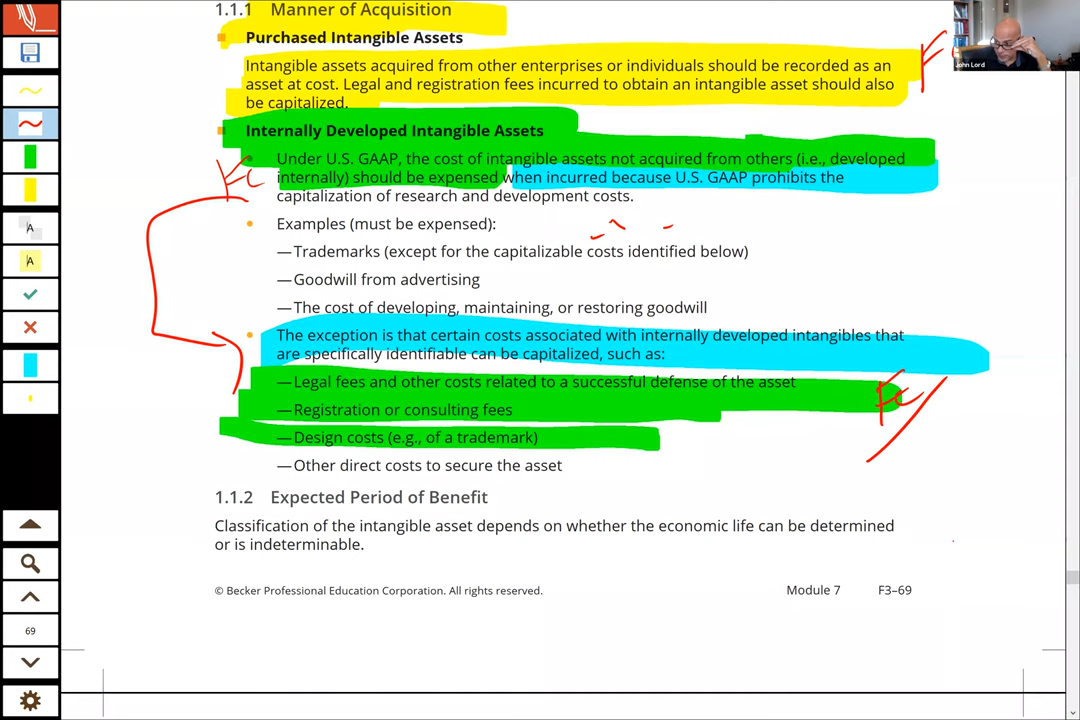 1.1.1 Manner of Acquisition
Purchased Intangible Assets
Intangible assets acquired from other enterprises or individuals should be recorded as an
asset at cost. Legal and registration fees incurred to obtain an intangible asset should also
be capitalized.
Internally Developed Intangible Assets
Under U.S. GAAP, the cost of intangible assets not acquired from others (i.e., developed
internally) should be expensed when incurred because U.S. GAAP prohibits the
capitalization of research and development costs.
Examples (must be expensed):
—Trademarks (except for the capitalizable costs identified below)
—Goodwill from advertising
—The cost of developing, maintaining, or restoring goodwill
The exception is that certain costs associated with internally developed intangibles that
are specifically identifiable can be capitalized, such as:
—Legal fees and other costs related to a successful defense of the asset
—Registration or consulting fees
—Design costs (e.g., of a trademark)
—Other direct costs to secure the asset
1.1.2 Expected Period of Benefit
Classification of the intangible asset depends on whether the economic life can be determined
or is indeterminable.
© Becker Professional Education Corporation. All rights reserved.
Module 7 F3–69
John Lord
A
A
69